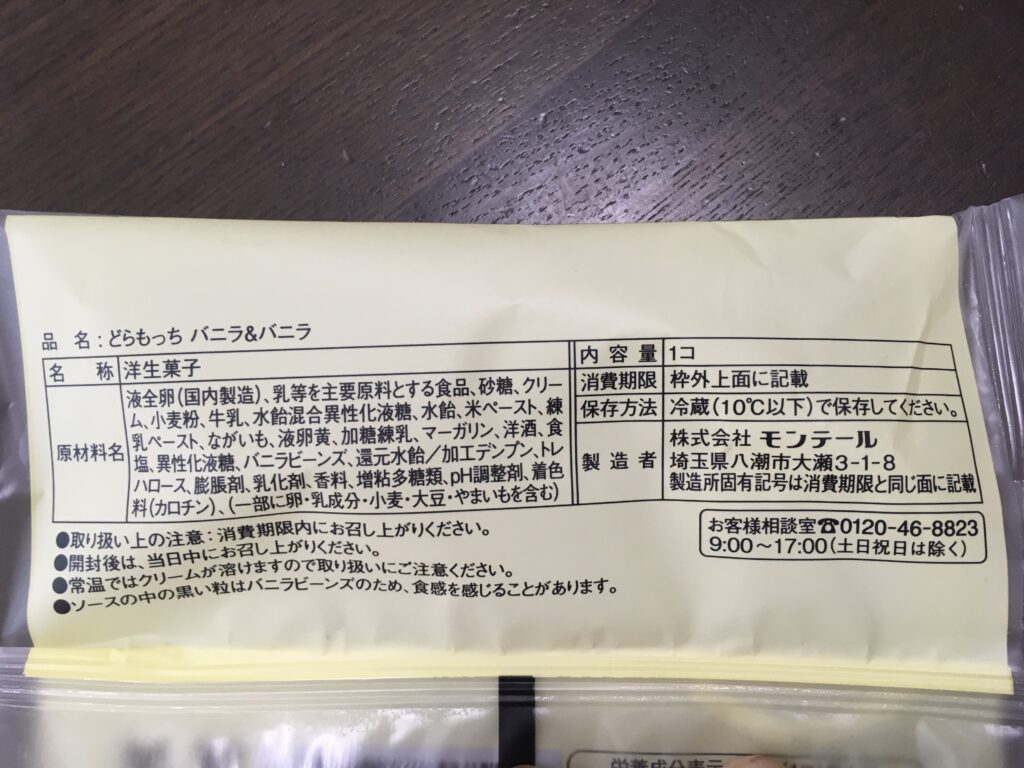 品 名：どらもっち バニラ&バニラ
名 称 洋生菓子
原材料名 液全卵(国内製造)、乳等を主要原料とする食品、砂糖、クリー
ム、小麦粉、牛乳、水飴混合異性化液糖、水飴、米ペースト、練
乳ペースト、ながいも、液卵黄、加糖練乳、マーガリン、洋酒、食
塩、異性化液糖、バニラビーンズ、還元水飴／加工デンプン、トレ
ハロース、膨脹剤、乳化剤、香料、増粘多糖類、pH調整剤、着色
料(カロチン)、(一部に卵・乳成分・小麦・大豆・やまいもを含む)
内容量 1コ
消費期限 枠外上面に記載
保存方法 冷蔵(10℃以下)で保存してください。
製造者 株式会社 モンテール
埼玉県八潮市大瀬3-1-8
製造所固有記号は消費期限と同じ面に記載
●取り扱い上の注意：消費期限内にお召し上がりください。
●開封後は、当日中にお召し上がりください。
●常温ではクリームが溶けますので取り扱いにご注意ください。
●ソースの中の黒い粒はバニラビーンズのため、食感を感じることがあります。
お客様相談室☎0120-46-8823
9:00～17:00(土日祝日は除く)